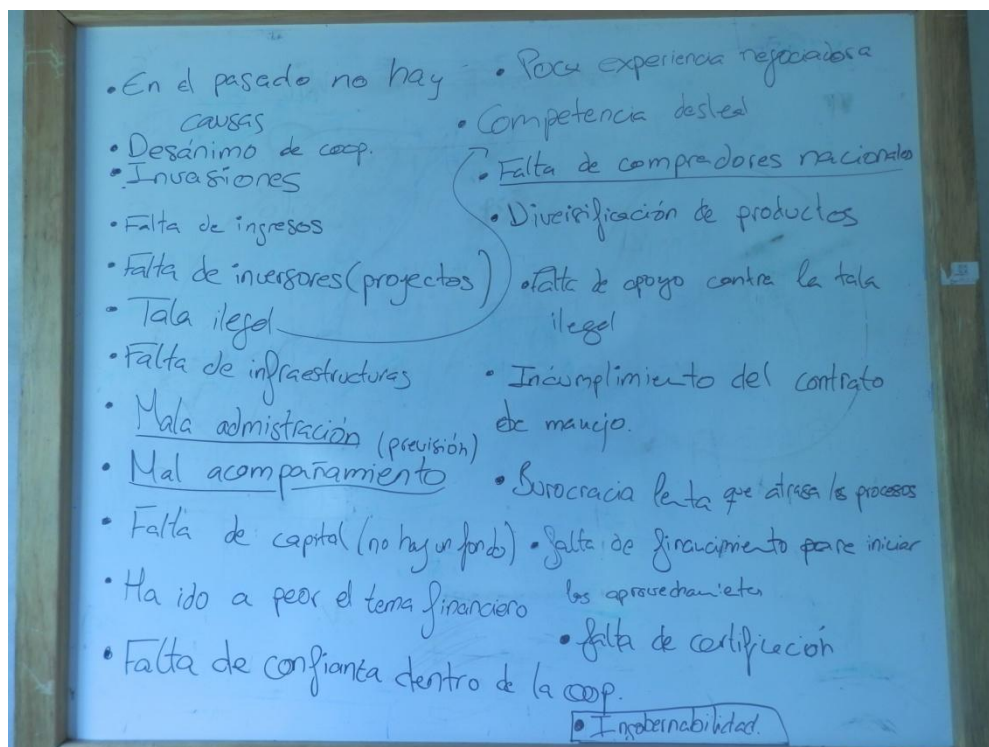 • En el pasado no hay
causas
• Desánimo de coop.
• Invasiones
• Falta de ingresos
• Falta de inversores (proyectos)
• Tala ilegal
• Falta de infraestructuras
• Mala admistración (previsión)
• Mal acompañamiento
• Falta de capital (no hay un fondo)
• Ha ido a peor el tema financiero
• Falta de confianza dentro de la coop.
• Poca experiencia negociadora
• Competencia desleal
• Falta de compradores nacionales
• Diversificación de productos
• Falta de apoyo contra la tala
ilegal
• Incumplimiento del contrato
de manejo.
• Burocracia lenta que atrasa los procesos
• falta de financimiento para iniciar
los aprovechamientos
• falta de certificación
• Ingobernabilidad.